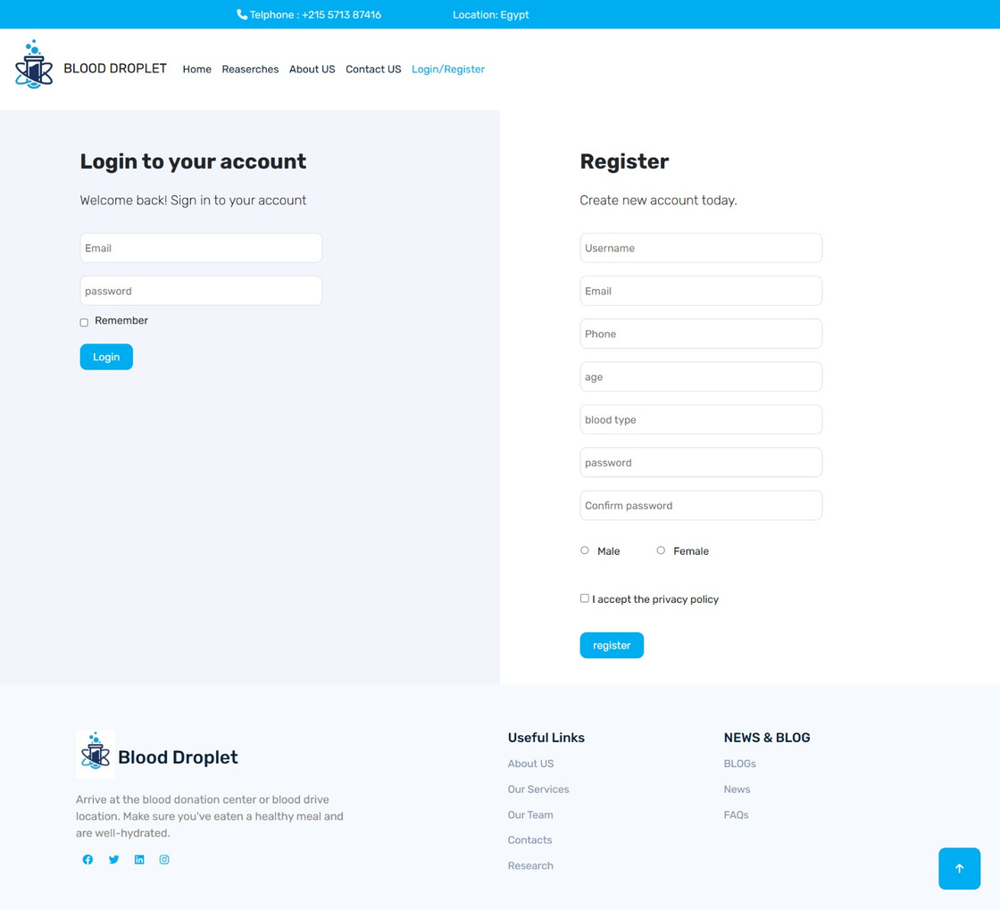 Telphone : +215 5713 87416
Location: Egypt
BLOOD DROPLET
Home
Reaserches
About US
Contact US
Login/Register
Login to your account
Welcome back! Sign in to your account
Email
password
Remember
Login
Register
Create new account today.
Username
Email
Phone
age
blood type
password
Confirm password
Male
Female
I accept the privacy policy
register
Blood Droplet
Arrive at the blood donation center or blood drive
location. Make sure you've eaten a healthy meal and
are well-hydrated.
Useful Links
About US
Our Services
Our Team
Contacts
Research
NEWS & BLOG
BLOGs
News
FAQs